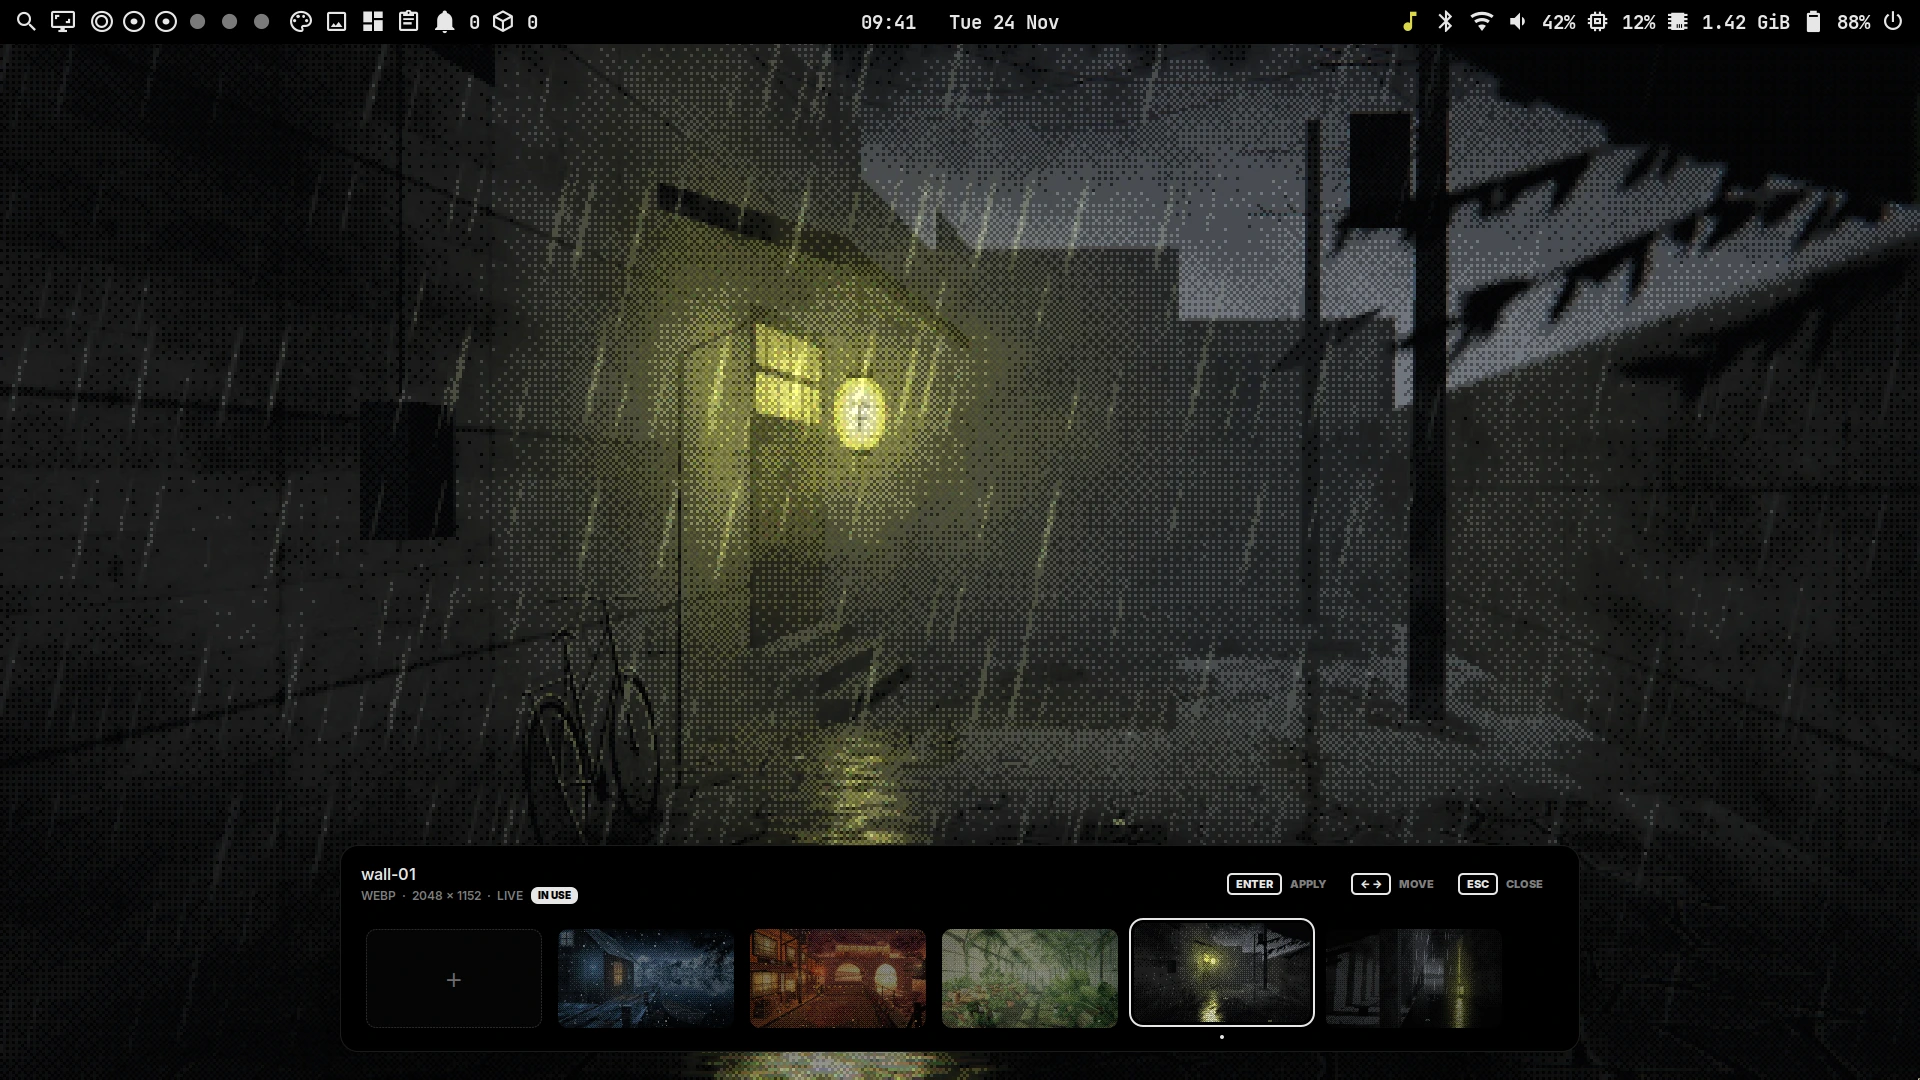 0 0 09:41 Tue 24 Nov 42% 12% 1.42 GiB 88%
wall-01
WEBP · 2048 × 1152 · LIVE IN USE
ENTER APPLY ←→ MOVE ESC CLOSE
+